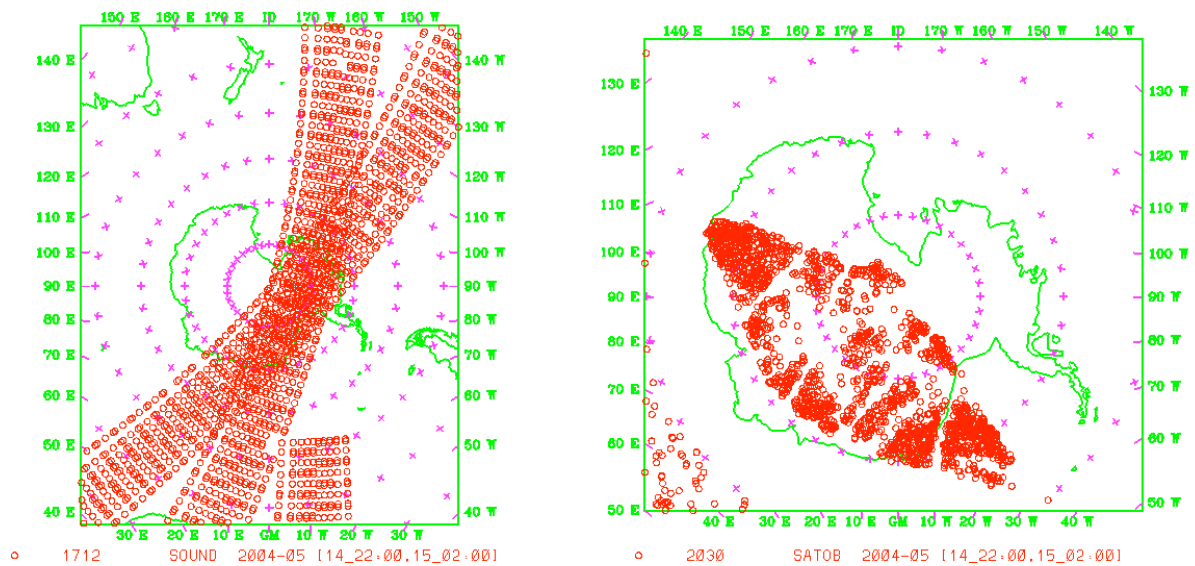 150 E 160 E 170 E ID 170 W 160 W 150 W
140 E 140 W
130 E 130 W
120 E 120 W
110 E 110 W
100 E 100 W
90 E 90 W
80 E 80 W
70 E 70 W
60 E 60 W
50 E 50 W
40 E 40 W
30 E 20 E 10 E GM 10 W 20 W 30 W
1712 SOUND 2004-05 [14_22:00,15_02:00]
140 E 150 E 160 E 170 E ID 170 W 160 W 150 W 140 W
130 E 130 W
120 E 120 W
110 E 110 W
100 E 100 W
90 E 90 W
80 E 80 W
70 E 70 W
60 E 60 W
50 E 50 W
40 E 30 E 20 E 10 E GM 10 W 20 W 30 W 40 W
2030 SATOB 2004-05 [14_22:00,15_02:00]